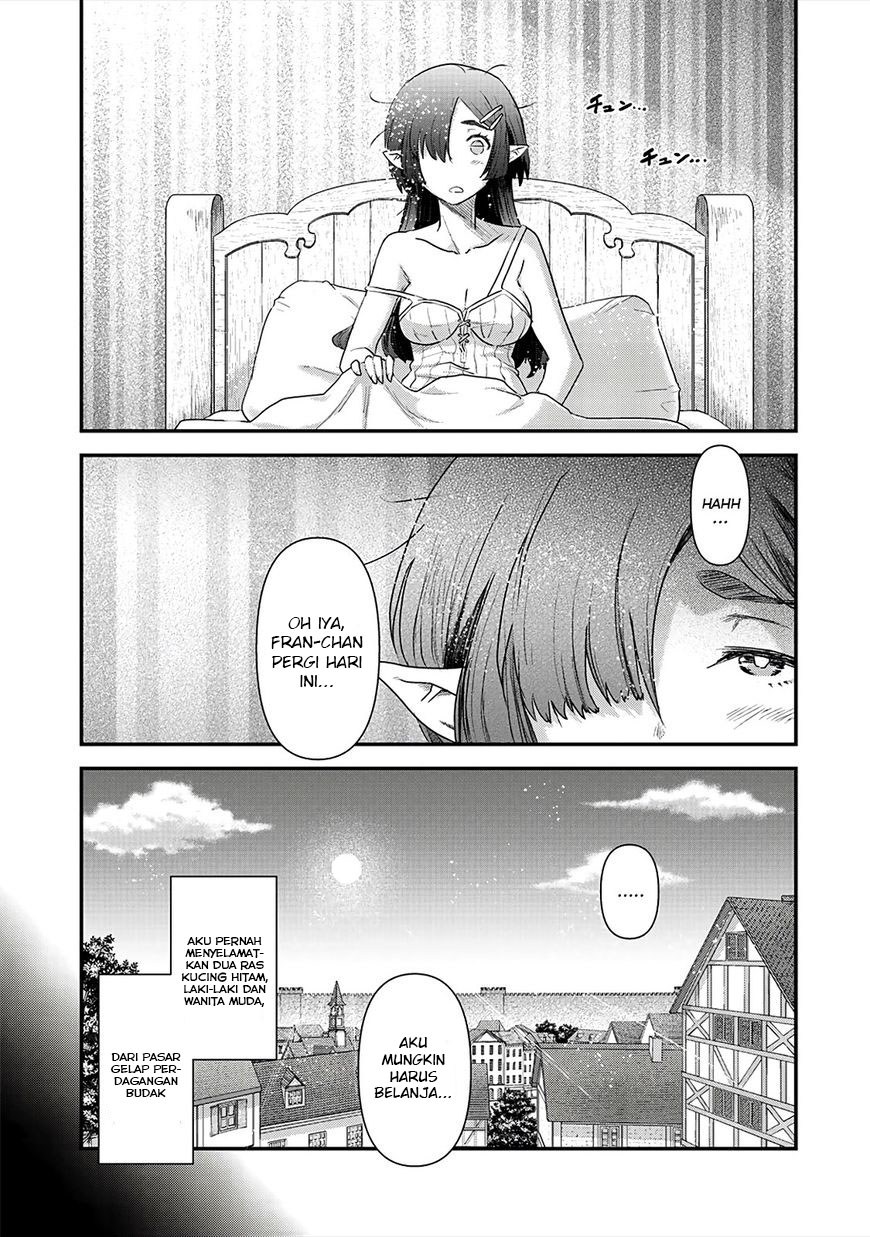 チュン...
チュン...
HAHH
...
OH IYA,
FRAN-CHAN
PERGI HARI
INI...
.....
AKU
MUNGKIN
HARUS
BELANJA...
AKU PERNAH
MENYELAMAT-
KAN DUA RAS
KUCING HITAM,
LAKI-LAKI DAN
WANITA MUDA,
DARI PASAR
GELAP PER-
DAGANGAN
BUDAK